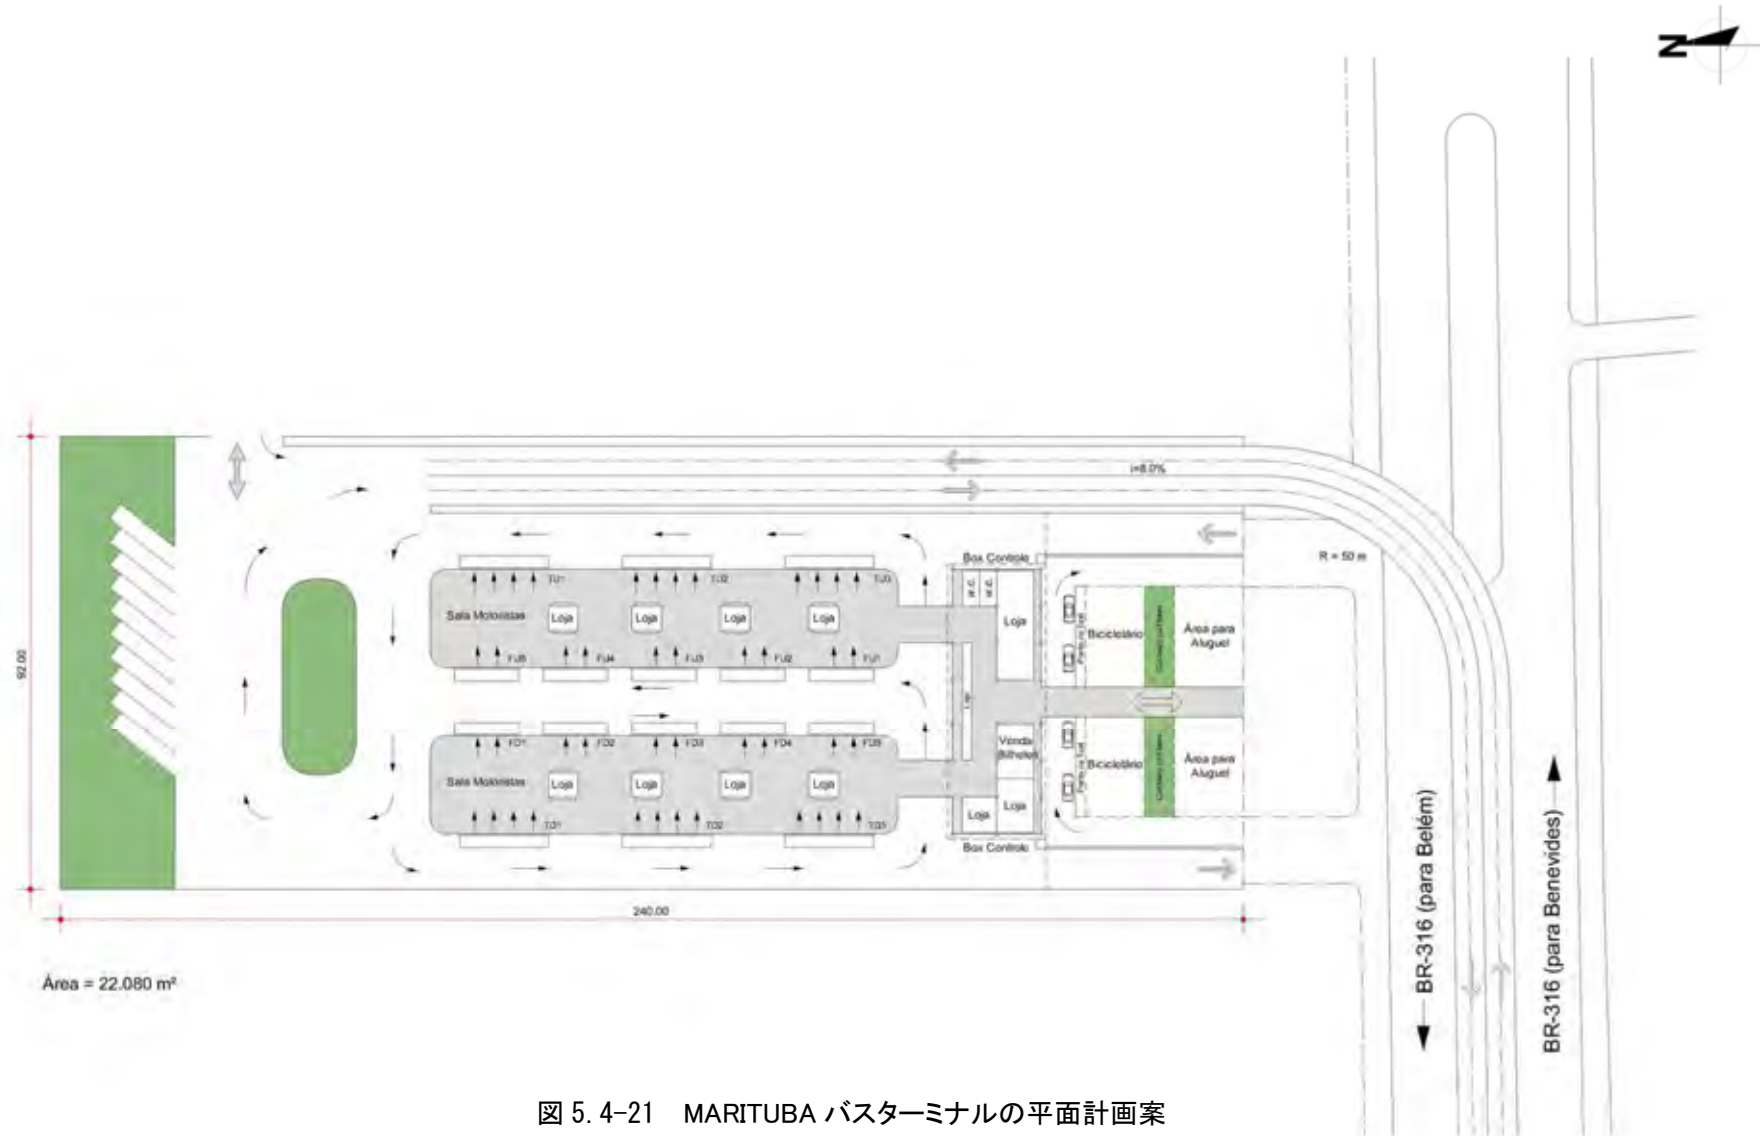 N
i=8.0%
R = 50 m
92.00
Box Controle
TU1
TU2
TU3
Sala Motoristas
Loja
Loja
Loja
Loja
FU5
FU4
FU3
FU2
FU1
W.C.
W.C.
Loja
Bicicletário
Área para
Aluguel
FD1
FD2
FD3
FD4
FD5
Sala Motoristas
Loja
Loja
Loja
Loja
TD1
TD2
TD3
Venda
Bilhetes
Loja
Loja
Bicicletário
Área para
Aluguel
Box Controle
240.00
Área = 22.080 m²
BR-316 (para Belém)
BR-316 (para Benevides)
図 5.4-21 MARITUBA バスターミナルの平面計画案